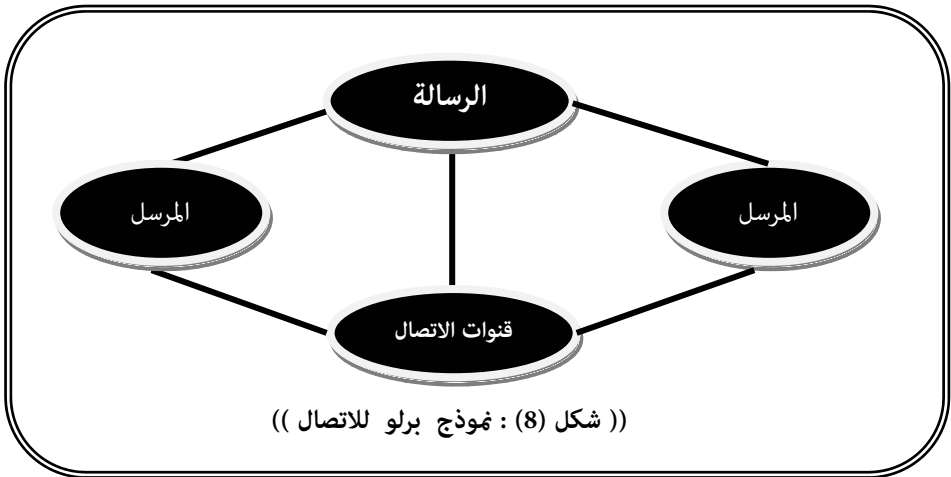 الرسالة
المرسل
المرسل
قنوات الاتصال
(( شكل (8) : نموذج برلو للاتصال ))